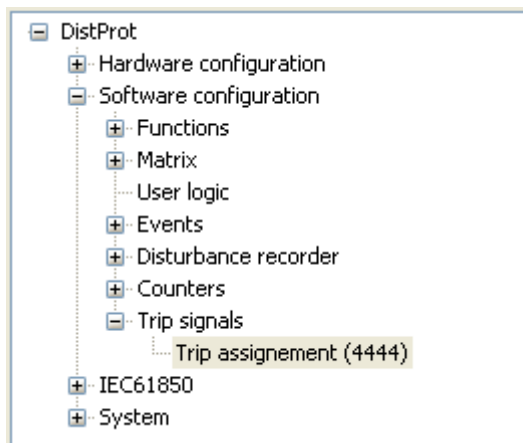 DistProt
Hardware configuration
Software configuration
Functions
Matrix
User logic
Events
Disturbance recorder
Counters
Trip signals
Trip assignement (4444)
IEC61850
System